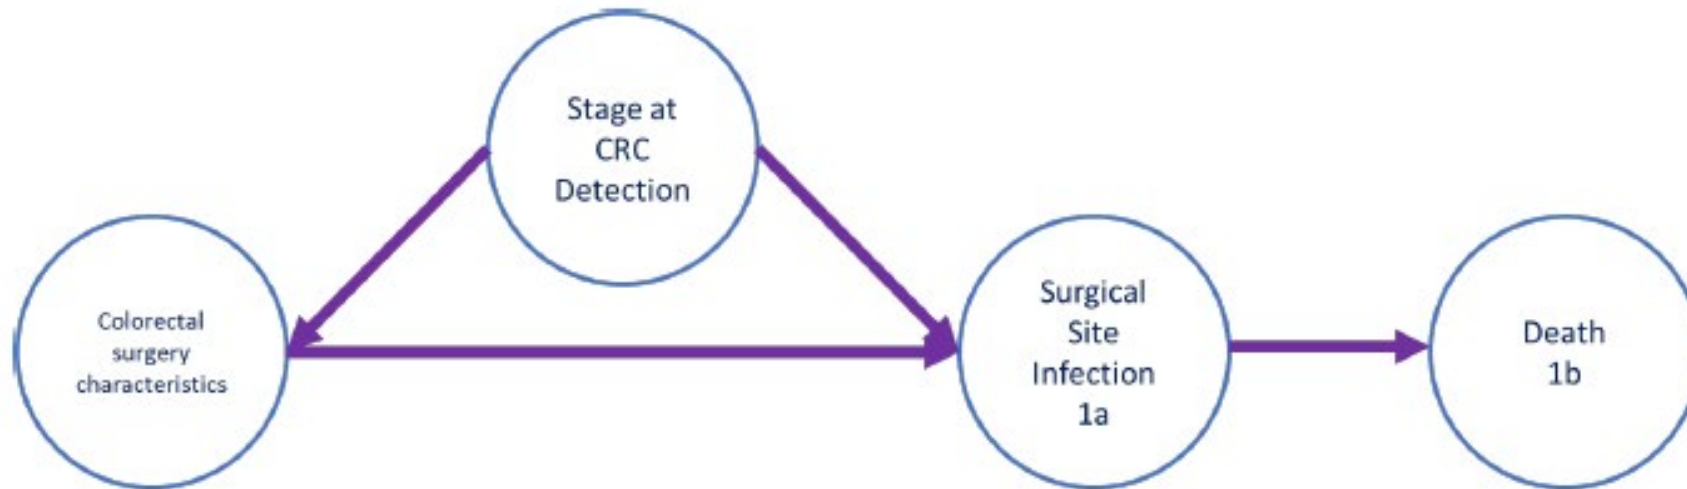 Stage at
CRC
Detection
Colorectal
surgery
characteristics
Surgical
Site
Infection
1a
Death
1b